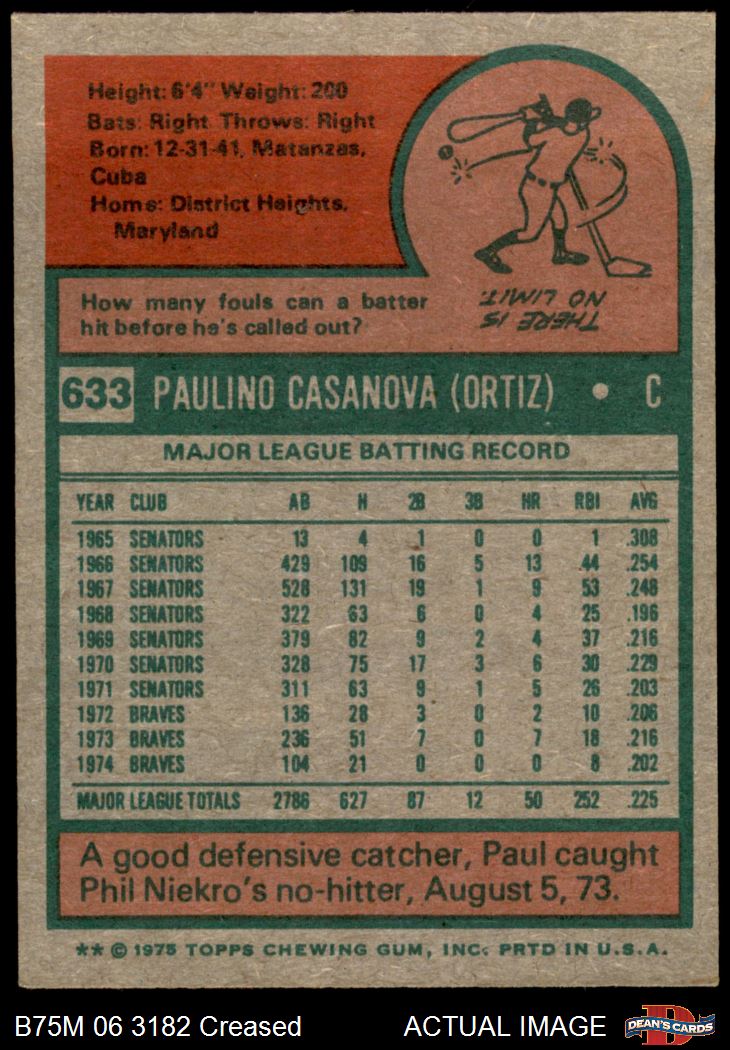 Height: 6'4" Weight: 200
Bats: Right Throws: Right
Born: 12-31-41, Matanzas,
Cuba
Home: District Heights,
Maryland
How many fouls can a batter
hit before he's called out?
THERE IS
NO LIMIT.
633 PAULINO CASANOVA (ORTIZ) • C
MAJOR LEAGUE BATTING RECORD
YEAR CLUB AB H 2B 3B HR RBI AVG
1965 SENATORS 13 4 1 0 0 1 .308
1966 SENATORS 429 109 16 5 13 44 .254
1967 SENATORS 528 131 19 1 9 53 .248
1968 SENATORS 322 63 6 0 4 25 .196
1969 SENATORS 379 82 9 2 4 37 .216
1970 SENATORS 328 75 17 3 6 30 .229
1971 SENATORS 311 63 9 1 5 26 .203
1972 BRAVES 136 28 3 0 2 10 .206
1973 BRAVES 236 51 7 0 7 18 .216
1974 BRAVES 104 21 0 0 0 8 .202
MAJOR LEAGUE TOTALS 2786 627 87 12 50 252 .225
A good defensive catcher, Paul caught
Phil Niekro's no-hitter, August 5, 73.
** © 1975 TOPPS CHEWING GUM, INC. PRTD IN U.S.A.
B75M 06 3182 Creased ACTUAL IMAGE
DEAN'S CARDS